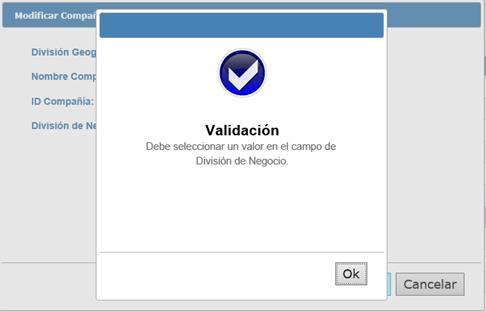 Modificar Compañ
División Geog
Nombre Comp
ID Compañía:
División de Ne
Validación
Debe seleccionar un valor en el campo de
División de Negocio.
Ok
Cancelar